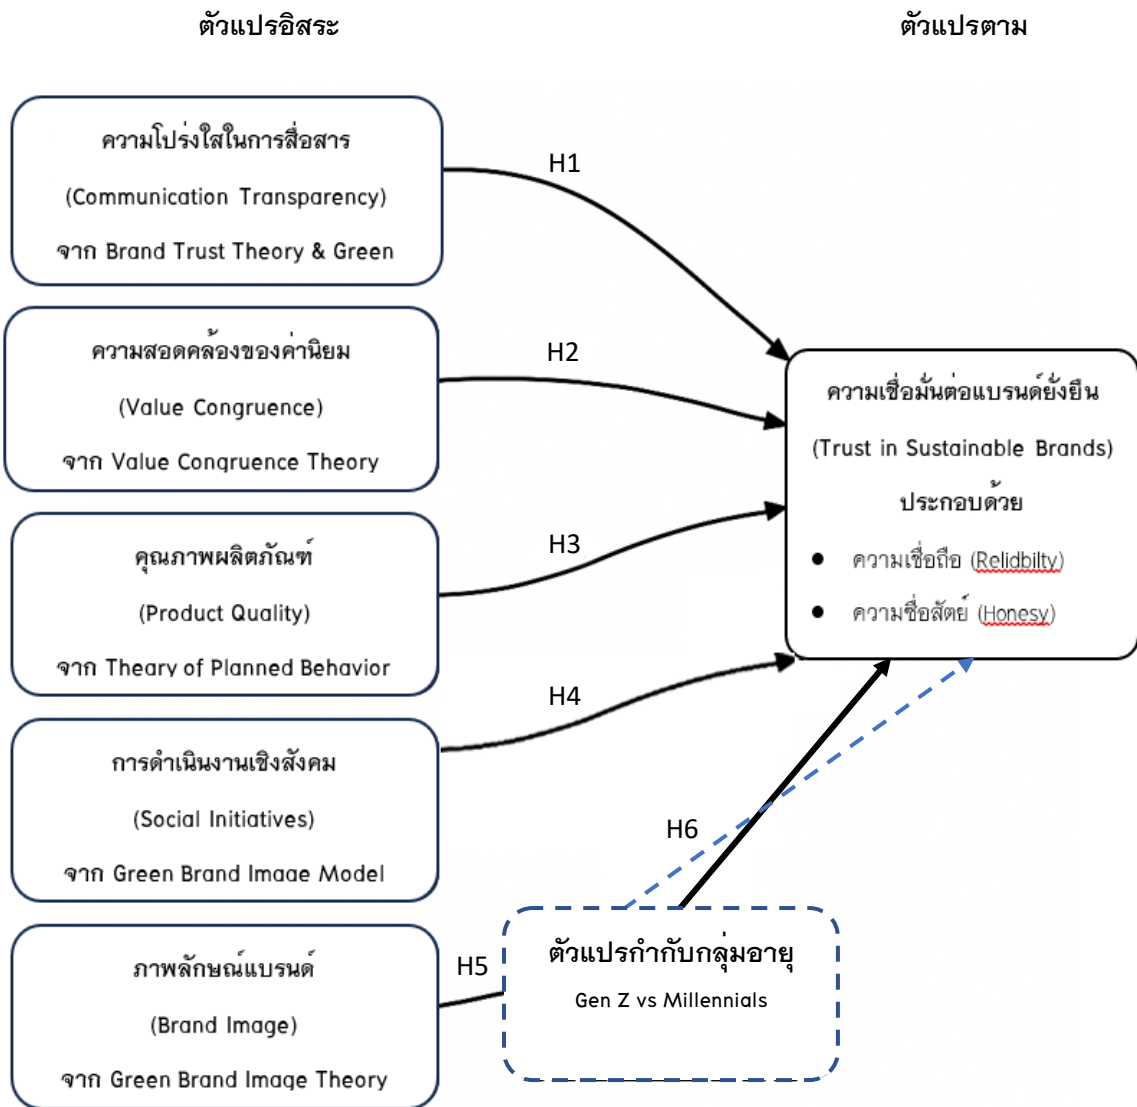 ตัวแปรอิสระ
ตัวแปรตาม
ความโปร่งใสในการสื่อสาร
(Communication Transparency)
จาก Brand Trust Theory & Green
H1
ความสอดคล้องของค่านิยม
(Value Congruence)
จาก Value Congruence Theory
H2
คุณภาพผลิตภัณฑ์
(Product Quality)
จาก Theary of Planned Behavior
H3
การดำเนินงานเชิงสังคม
(Social Initiatives)
จาก Green Brand Image Model
H4
ภาพลักษณ์แบรนด์
(Brand Image)
จาก Green Brand Image Theory
H5
ตัวแปรกำกับกลุ่มอายุ
Gen Z vs Millennials
H6
ความเชื่อมั่นต่อแบรนด์ยั่งยืน
(Trust in Sustainable Brands)
ประกอบด้วย
● ความเชื่อถือ (Relidbilty)
● ความซื่อสัตย์ (Honesy)